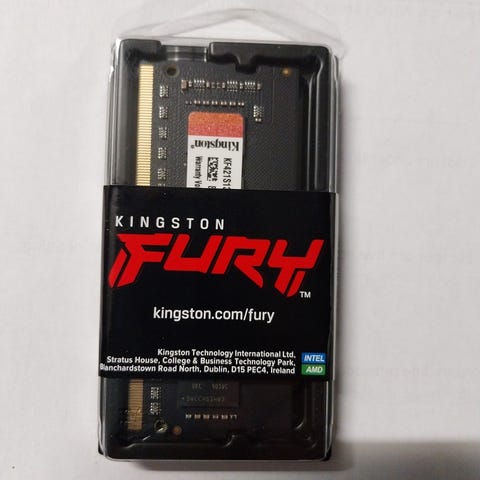 Kingston
KF421S1
Warranty Vo
KINGSTON
FURY
TM
kingston.com/fury
Kingston Technology International Ltd,
Stratus House, College & Business Technology Park,
Blanchardstown Road North, Dublin, D15 PEC4, Ireland
INTEL
AMD